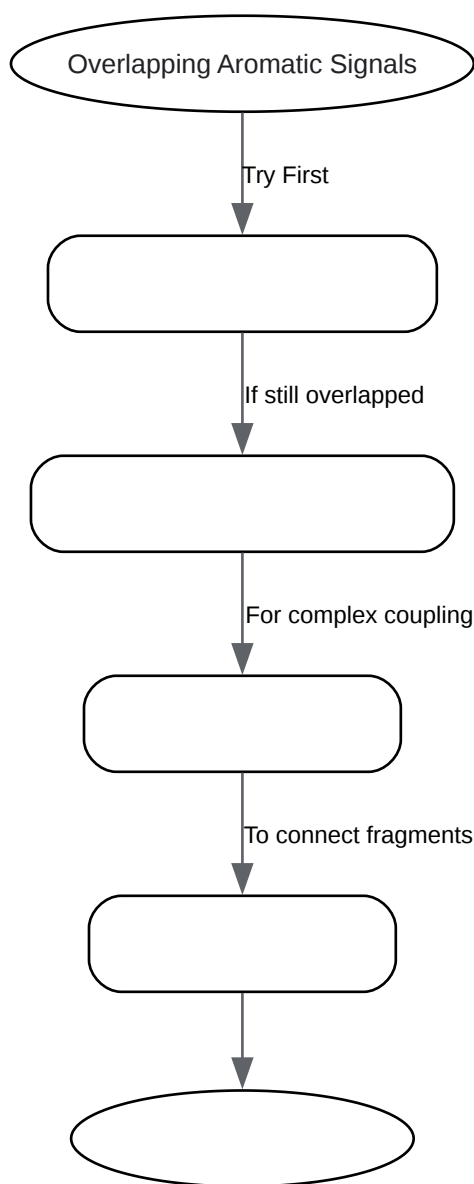 Overlapping Aromatic Signals
Try First
If still overlapped
For complex coupling
To connect fragments